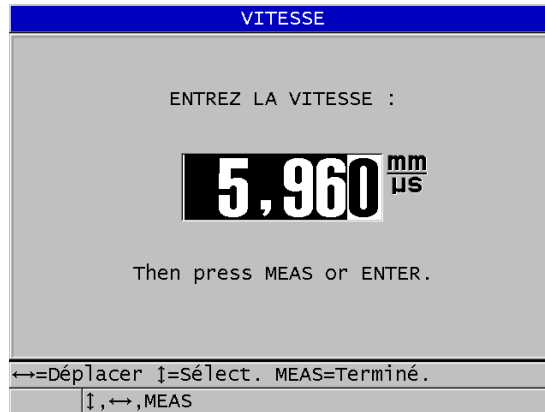 VITESSE
ENTREZ LA VITESSE :
5,960 mm/µs
Then press MEAS or ENTER.
↔=Déplacer ↕=Sélect. MEAS=Terminé.
↕,↔,MEAS